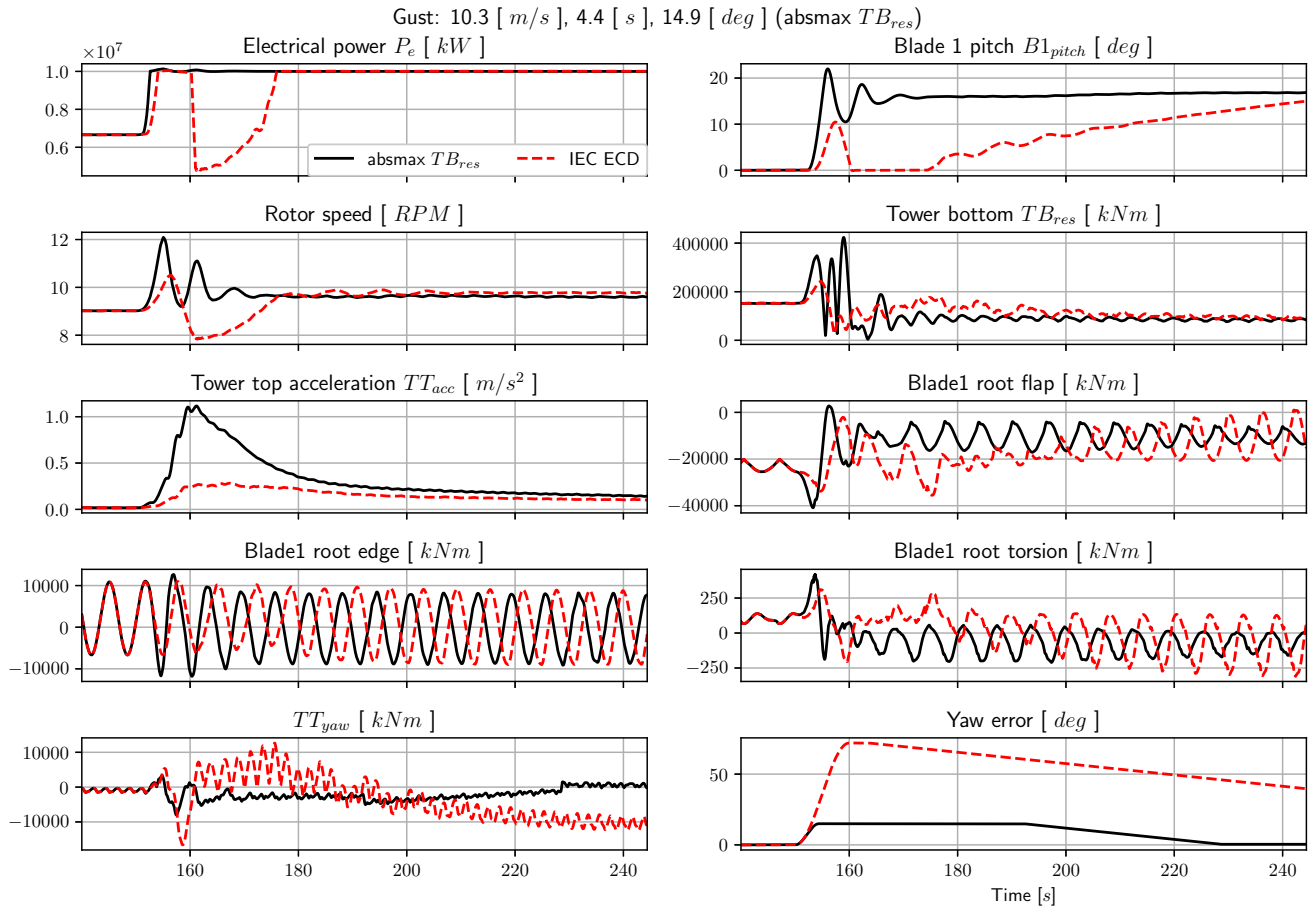 Gust: 10.3 [ m/s ], 4.4 [ s ], 14.9 [ deg ] (absmax TB_res)
×10^7
Electrical power P_e [ kW ]
1.0
0.8
0.6
absmax TB_res
IEC ECD
Blade 1 pitch B1_pitch [ deg ]
20
10
0
Rotor speed [ RPM ]
12
10
8
Tower bottom TB_res [ kNm ]
400000
200000
0
Tower top acceleration TT_acc [ m/s^2 ]
1.0
0.5
0.0
Blade1 root flap [ kNm ]
0
−20000
−40000
Blade1 root edge [ kNm ]
10000
0
−10000
Blade1 root torsion [ kNm ]
250
0
−250
TT_yaw [ kNm ]
10000
0
−10000
160 180 200 220 240
Yaw error [ deg ]
50
0
160 180 200 220 240
Time [s]